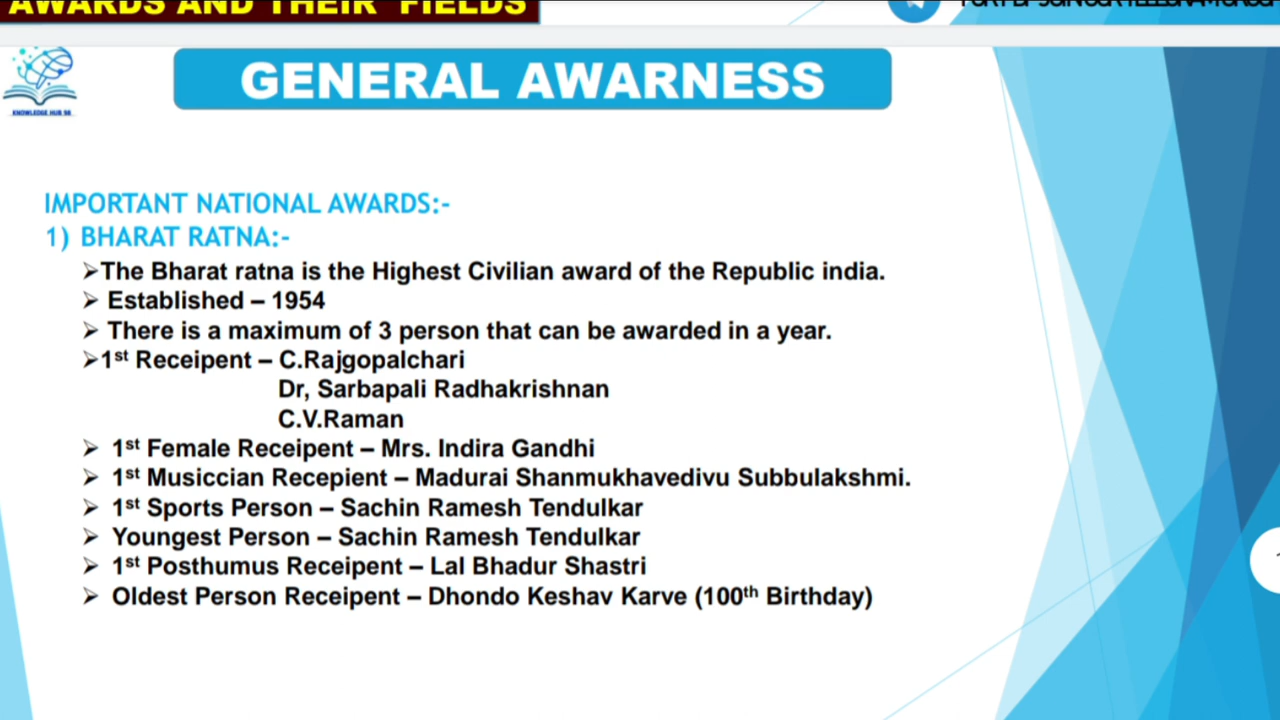 AWARDS AND THEIR FIELDS
GENERAL AWARNESS
KNOWLEDGE HUB 98
IMPORTANT NATIONAL AWARDS:-
1) BHARAT RATNA:-
➢The Bharat ratna is the Highest Civilian award of the Republic india.
➢ Established – 1954
➢ There is a maximum of 3 person that can be awarded in a year.
➢1st Receipent – C.Rajgopalchari
Dr, Sarbapali Radhakrishnan
C.V.Raman
➢ 1st Female Receipent – Mrs. Indira Gandhi
➢ 1st Musiccian Recepient – Madurai Shanmukhavedivu Subbulakshmi.
➢ 1st Sports Person – Sachin Ramesh Tendulkar
➢ Youngest Person – Sachin Ramesh Tendulkar
➢ 1st Posthumus Receipent – Lal Bhadur Shastri
➢ Oldest Person Receipent – Dhondo Keshav Karve (100th Birthday)